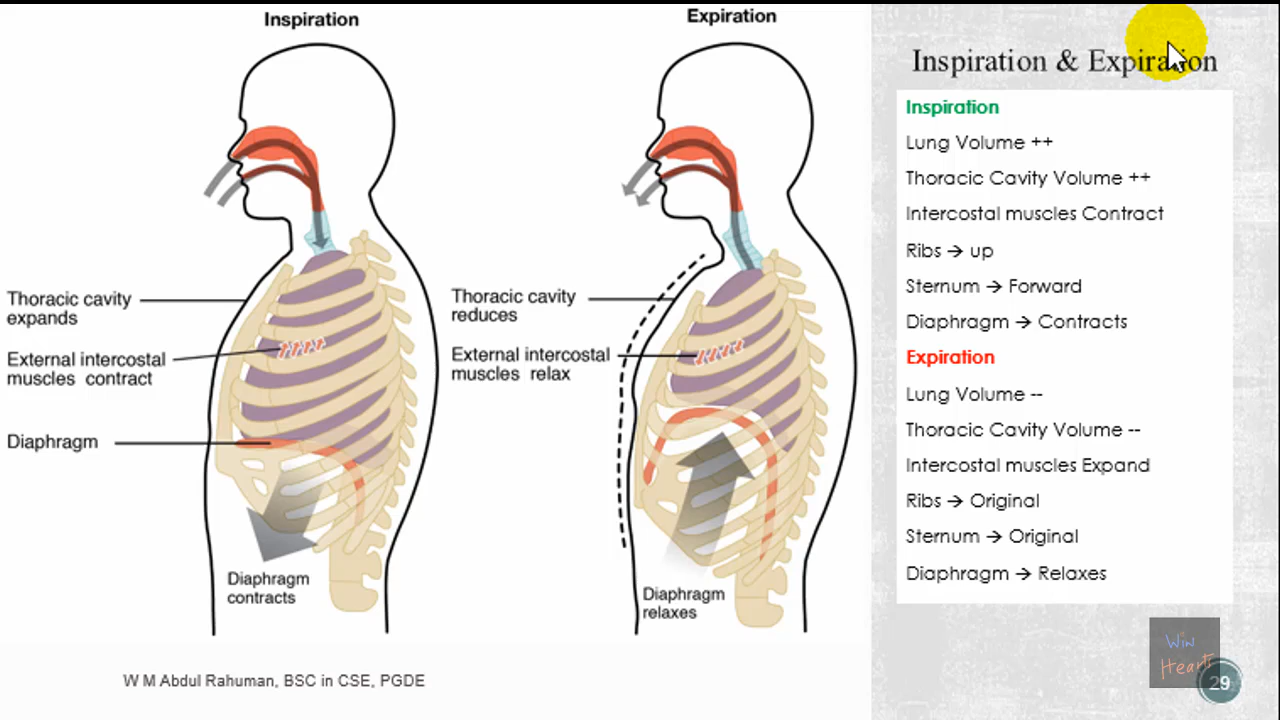 Inspiration
Thoracic cavity
expands
External intercostal
muscles contract
Diaphragm
Diaphragm
contracts
Expiration
Thoracic cavity
reduces
External intercostal
muscles relax
Diaphragm
relaxes
W M Abdul Rahuman, BSC in CSE, PGDE
Inspiration & Expiration
Inspiration
Lung Volume ++
Thoracic Cavity Volume ++
Intercostal muscles Contract
Ribs → up
Sternum → Forward
Diaphragm → Contracts
Expiration
Lung Volume --
Thoracic Cavity Volume --
Intercostal muscles Expand
Ribs → Original
Sternum → Original
Diaphragm → Relaxes
Win
Hearts
29